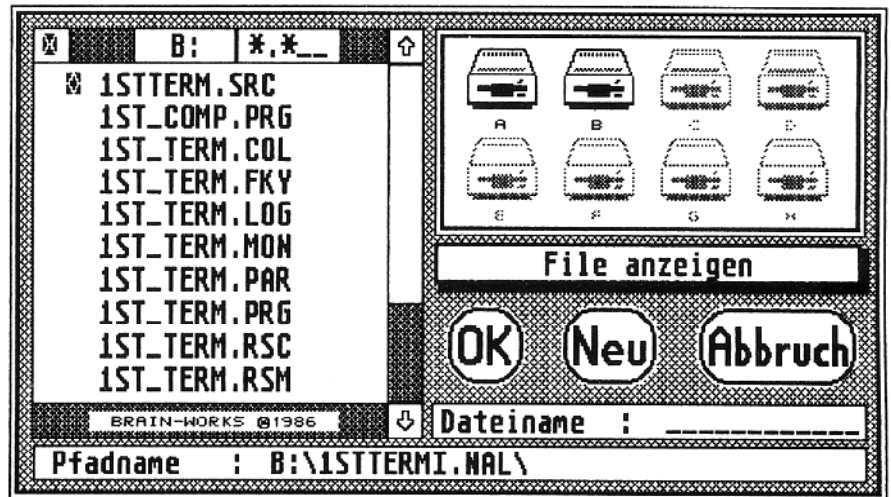 B: *.*__
1STTERM.SRC
1ST_COMP.PRG
1ST_TERM.COL
1ST_TERM.FKY
1ST_TERM.LOG
1ST_TERM.MON
1ST_TERM.PAR
1ST_TERM.PRG
1ST_TERM.RSC
1ST_TERM.RSM
BRAIN-WORKS @1986
A B C D
E F G H
File anzeigen
OK Neu Abbruch
Dateiname : ____________
Pfadname : B:\1STTERMI.NAL\